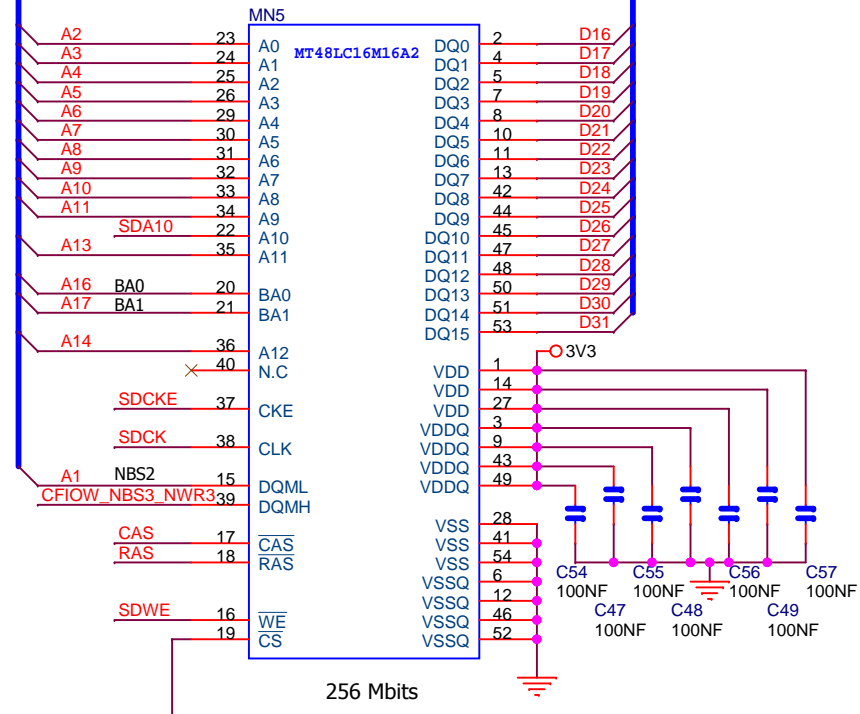 MN5
MT48LC16M16A2
A2 23 A0 DQ0 2 D16
A3 24 A1 DQ1 4 D17
A4 25 A2 DQ2 5 D18
A5 26 A3 DQ3 7 D19
A6 29 A4 DQ4 8 D20
A7 30 A5 DQ5 10 D21
A8 31 A6 DQ6 11 D22
A9 32 A7 DQ7 13 D23
A10 33 A8 DQ8 42 D24
A11 34 A9 DQ9 44 D25
SDA10 22 A10 DQ10 45 D26
A13 35 A11 DQ11 47 D27
DQ12 48 D28
A16 BA0 20 BA0 DQ13 50 D29
A17 BA1 21 BA1 DQ14 51 D30
DQ15 53 D31
A14 36 A12 3V3
40 N.C VDD 1
VDD 14
SDCKE 37 CKE VDD 27
VDDQ 3
SDCK 38 CLK VDDQ 9
VDDQ 43
A1 NBS2 15 DQML VDDQ 49
CFIOW_NBS3_NWR3 39 DQMH
VSS 28
CAS 17 CAS VSS 41
RAS 18 RAS VSS 54
VSSQ 6
VSSQ 12
SDWE 16 WE VSSQ 46
19 CS VSSQ 52
C54 C55 C56 C57
100NF 100NF 100NF 100NF
C47 C48 C49
100NF 100NF 100NF
256 Mbits